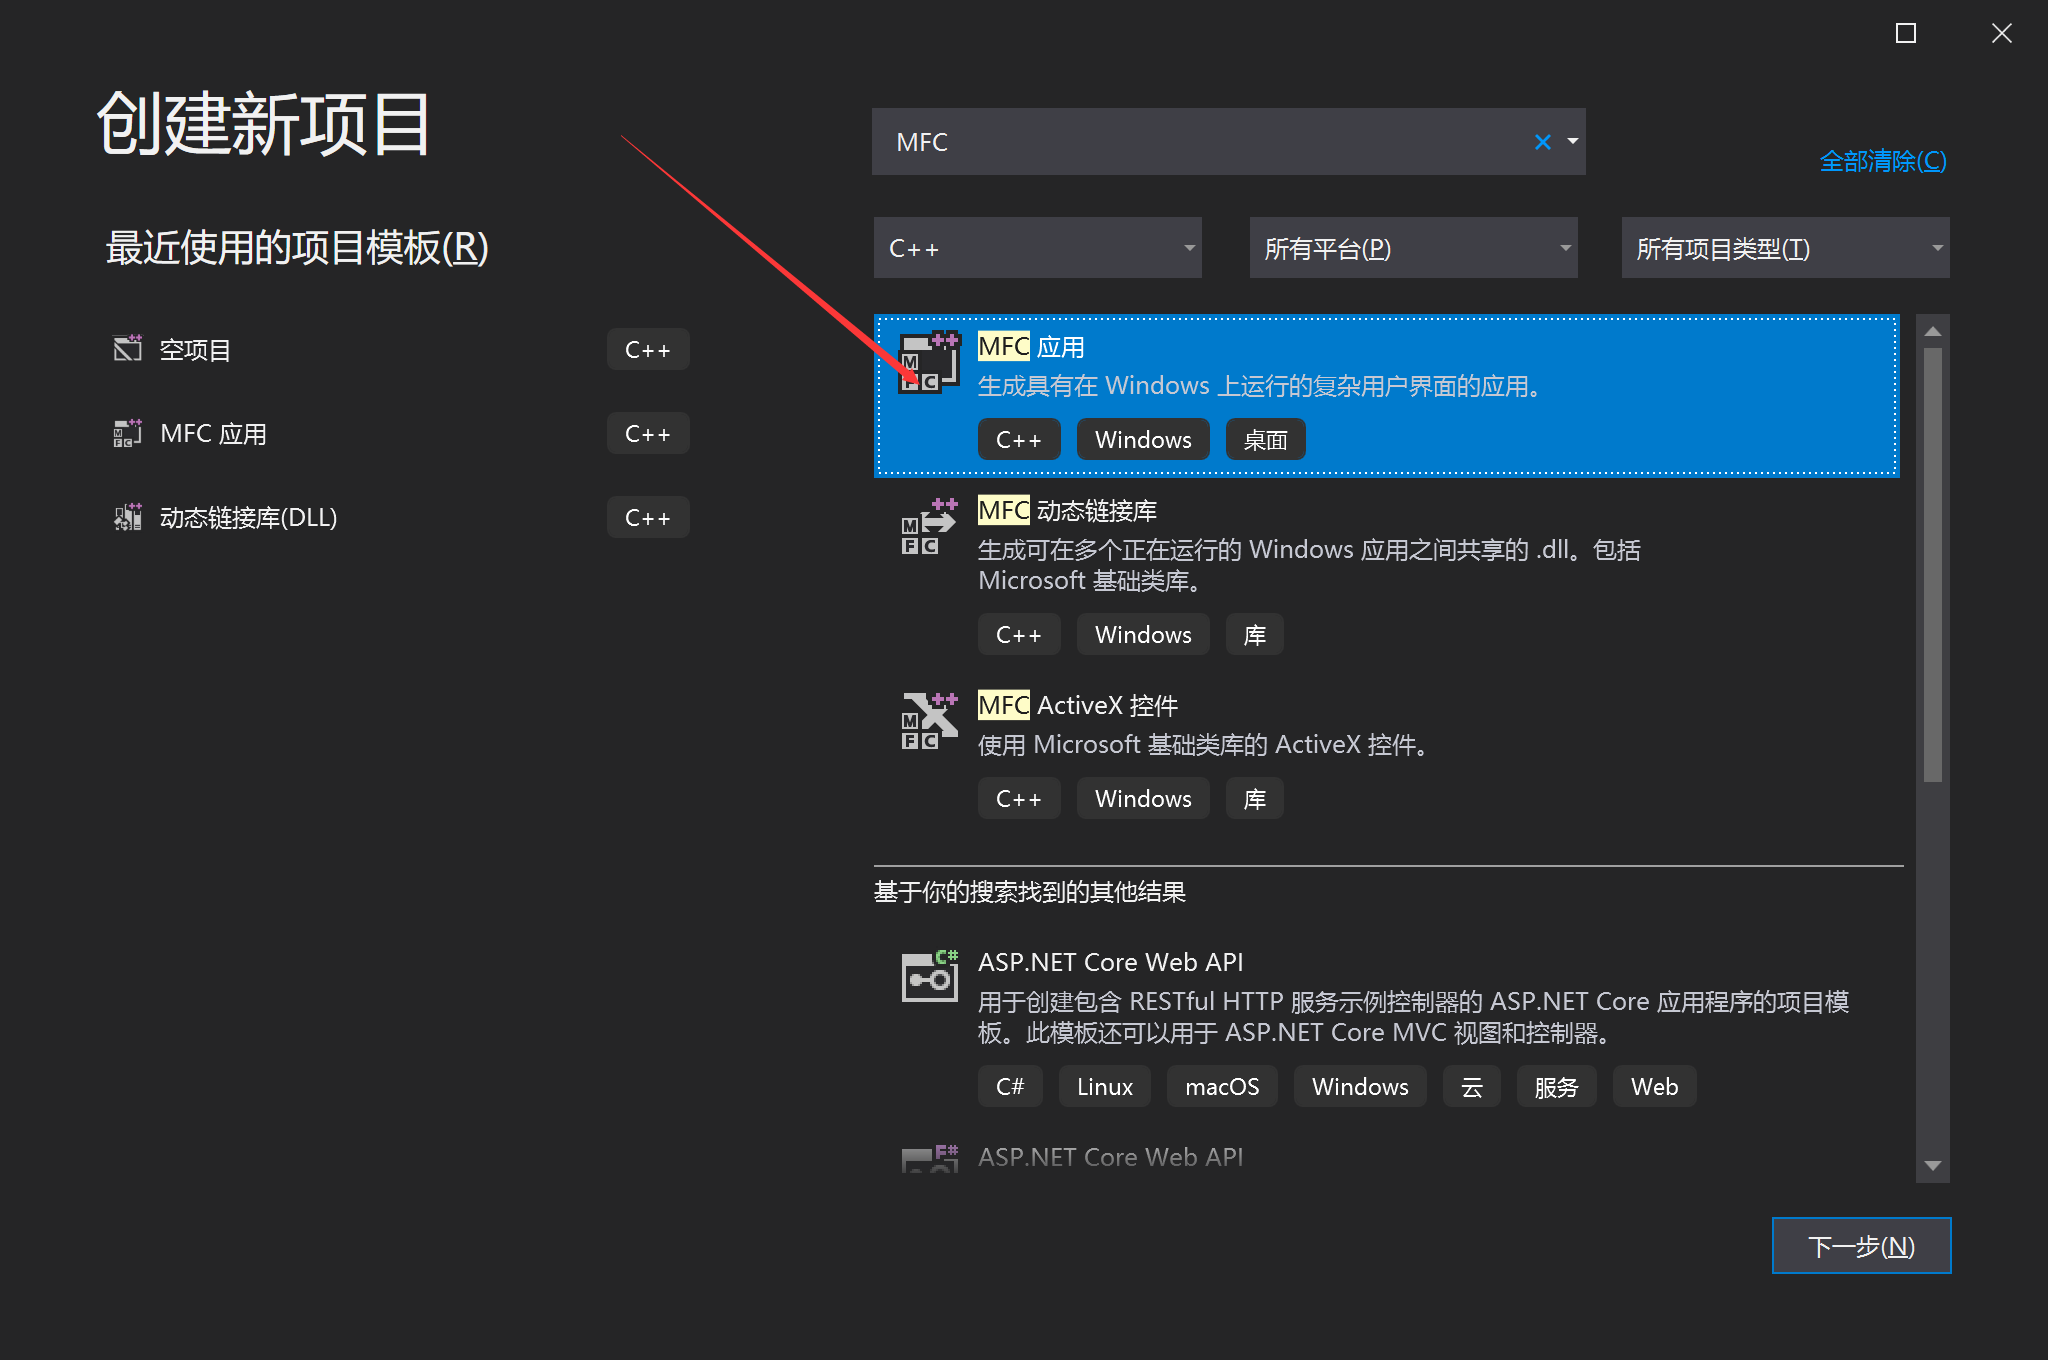 创建新项目
最近使用的项目模板(R)
空项目
C++
MFC 应用
C++
动态链接库(DLL)
C++
MFC
全部清除(C)
C++
所有平台(P)
所有项目类型(T)
MFC 应用
生成具有在 Windows 上运行的复杂用户界面的应用。
C++ Windows 桌面
MFC 动态链接库
生成可在多个正在运行的 Windows 应用之间共享的 .dll。包括
Microsoft 基础类库。
C++ Windows 库
MFC ActiveX 控件
使用 Microsoft 基础类库的 ActiveX 控件。
C++ Windows 库
基于你的搜索找到的其他结果
ASP.NET Core Web API
用于创建包含 RESTful HTTP 服务示例控制器的 ASP.NET Core 应用程序的项目模
板。此模板还可以用于 ASP.NET Core MVC 视图和控制器。
C# Linux macOS Windows 云 服务 Web
ASP.NET Core Web API
下一步(N)